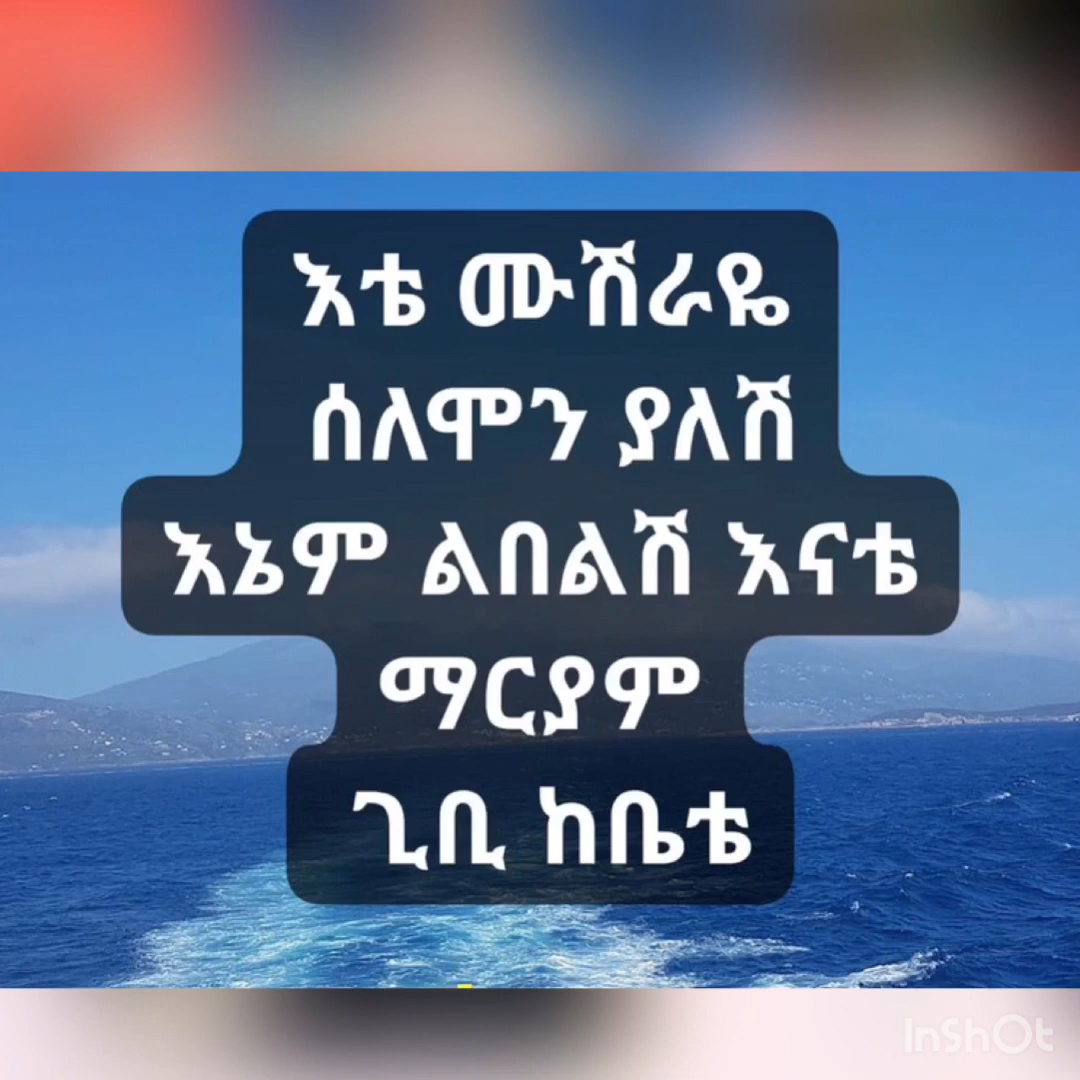 እቴ ሙሽራዬ
ሰለሞን ያለሽ
እኔም ልበልሽ እናቴ
ማርያም
ጊቢ ከቤቴ
InShOt